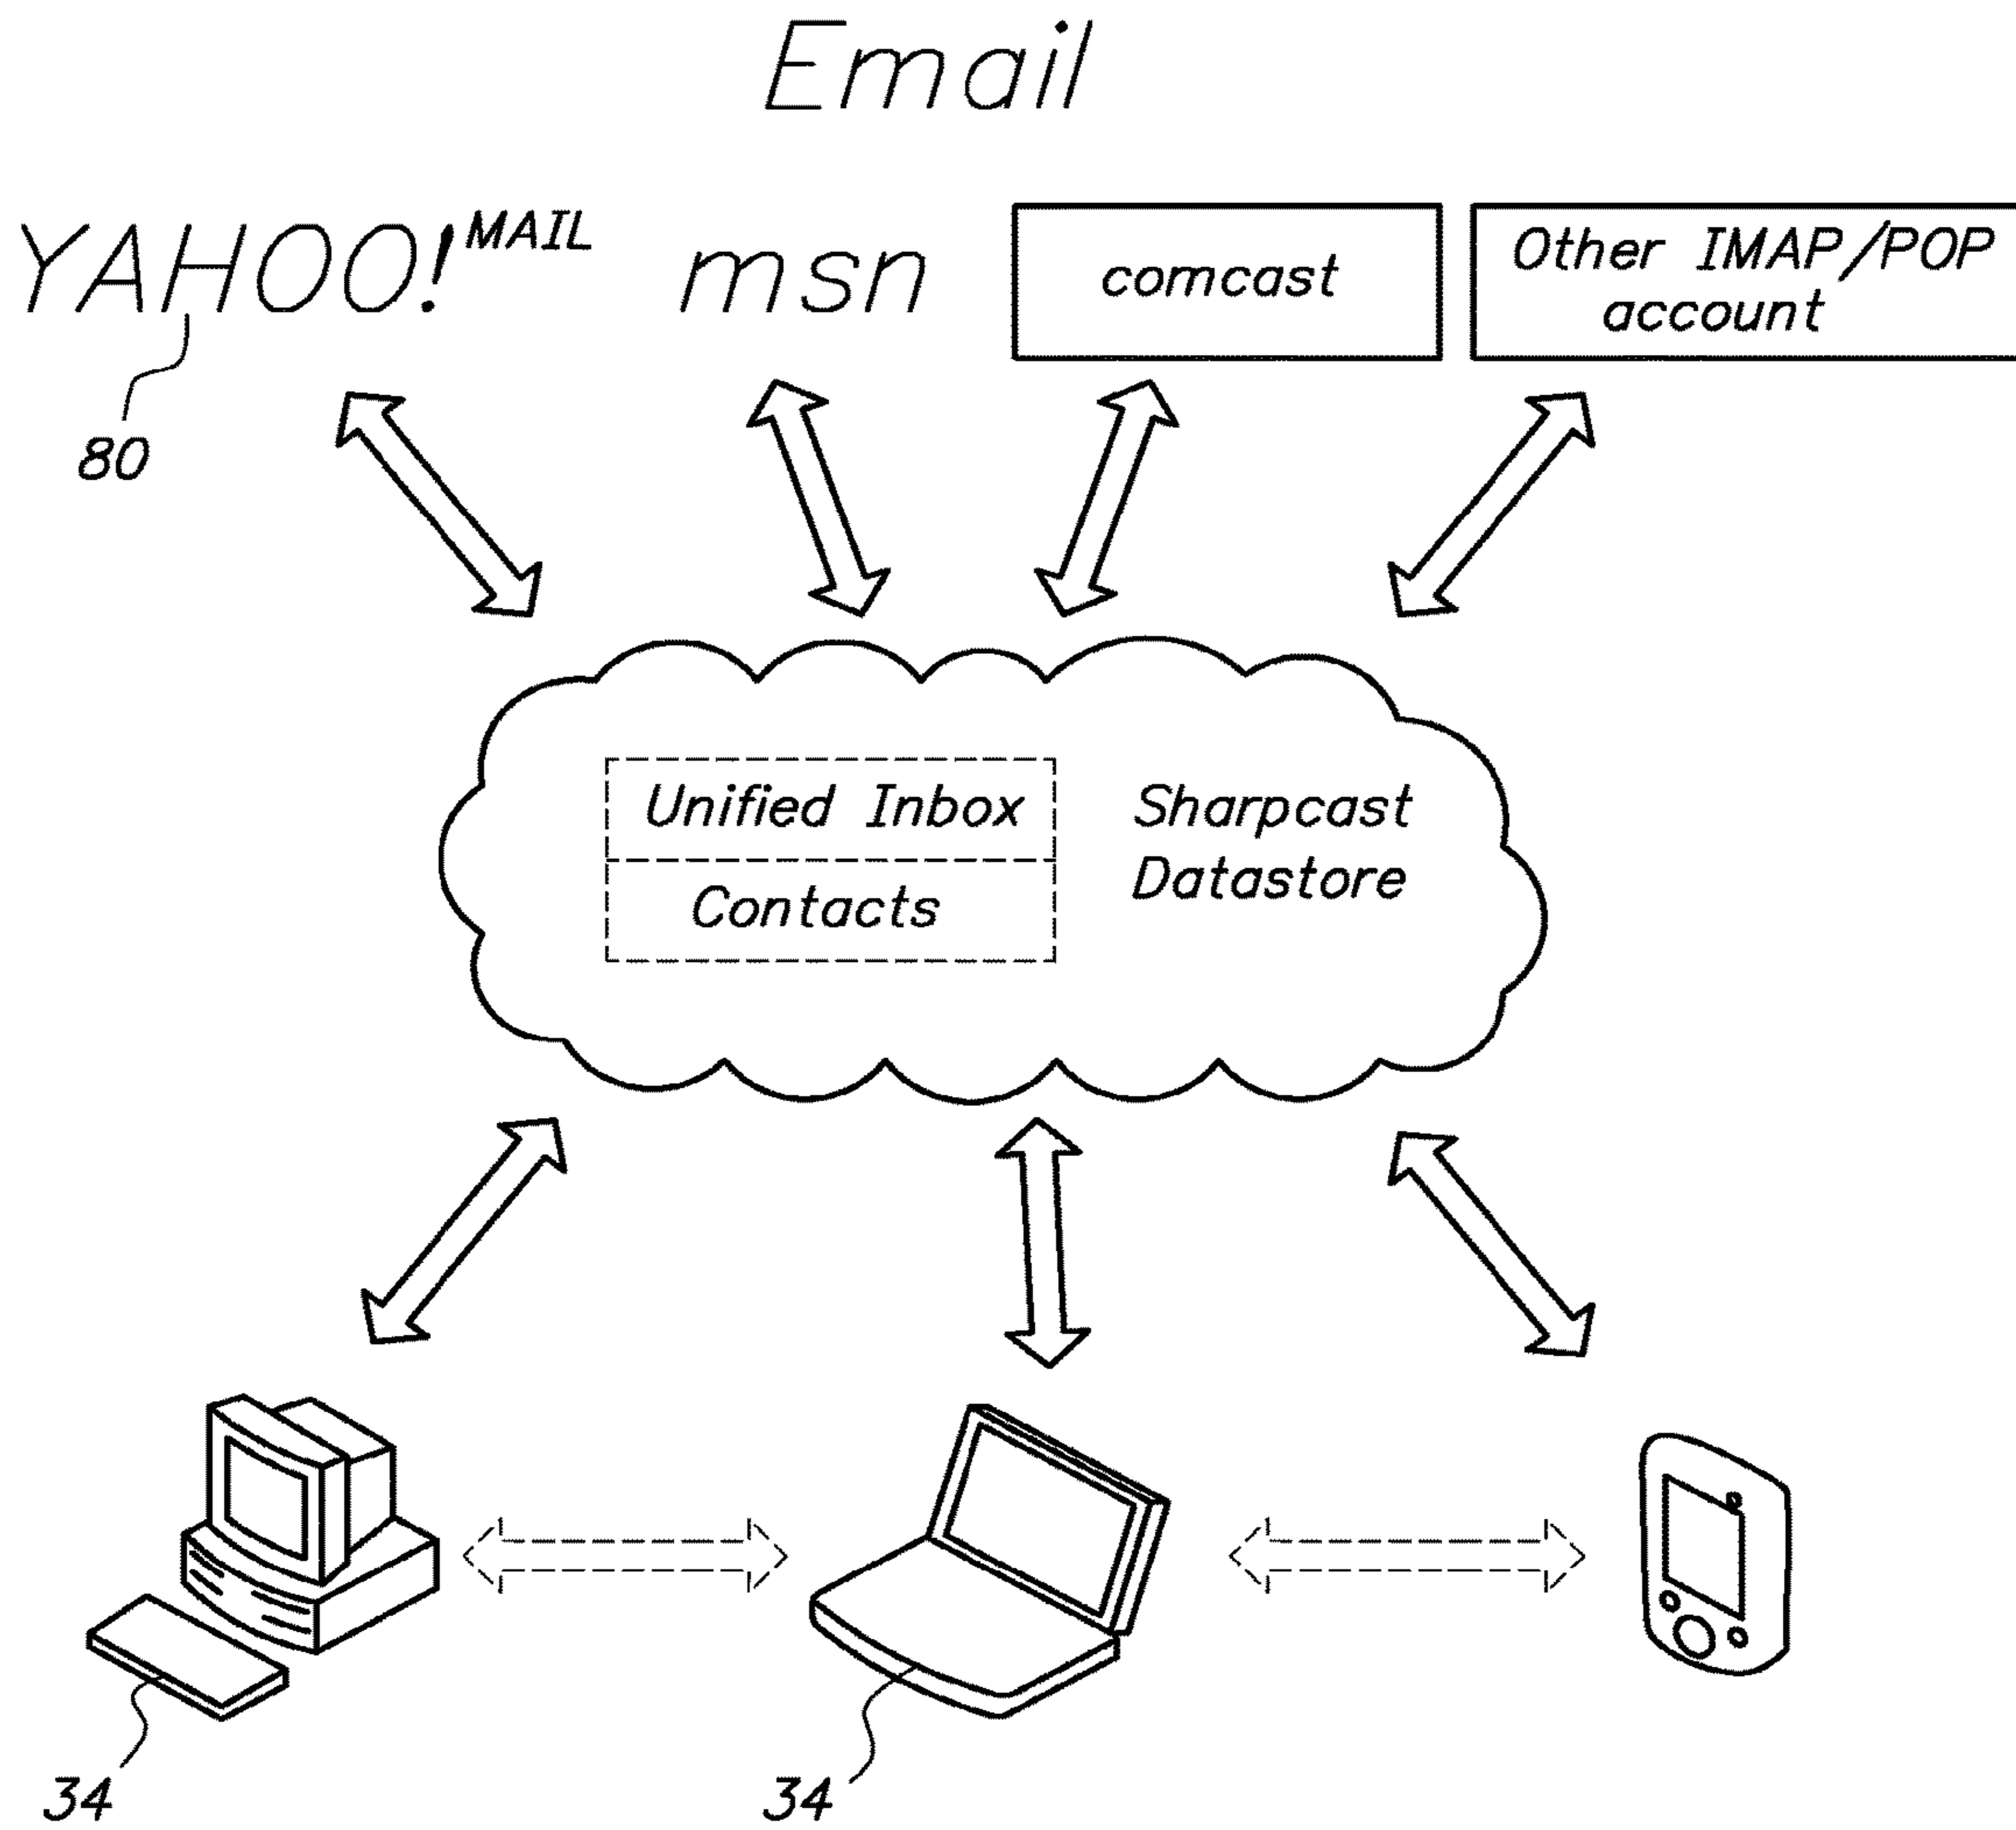 Email
YAHOO! MAIL
msn
comcast
Other IMAP/POP
account
80
Unified Inbox
Contacts
Sharpcast
Datastore
34
34